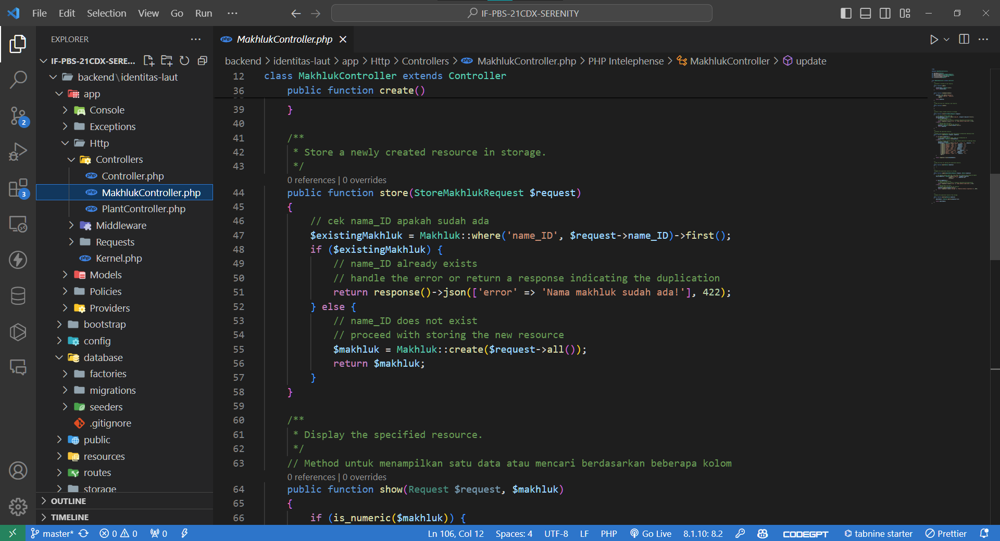 File Edit Selection View Go Run ···
IF-PBS-21CDX-SERENITY
EXPLORER
IF-PBS-21CDX-SERE...
backend\identitas-laut
app
Console
Exceptions
Http
Controllers
Controller.php
MakhlukController.php
PlantController.php
Middleware
Requests
Kernel.php
Models
Policies
Providers
bootstrap
config
database
factories
migrations
seeders
.gitignore
public
resources
routes
storage
OUTLINE
TIMELINE
2
3
MakhlukController.php
backend > identitas-laut > app > Http > Controllers > MakhlukController.php > PHP Intelephense > MakhlukController > update
12 class MakhlukController extends Controller
36 public function create()
39 }
40
41 /**
42 * Store a newly created resource in storage.
43 */
0 references | 0 overrides
44 public function store(StoreMakhlukRequest $request)
45 {
46 // cek nama_ID apakah sudah ada
47 $existingMakhluk = Makhluk::where('name_ID', $request->name_ID)->first();
48 if ($existingMakhluk) {
49 // name_ID already exists
50 // handle the error or return a response indicating the duplication
51 return response()->json(['error' => 'Nama makhluk sudah ada!'], 422);
52 } else {
53 // name_ID does not exist
54 // proceed with storing the new resource
55 $makhluk = Makhluk::create($request->all());
56 return $makhluk;
57 }
58 }
59
60 /**
61 * Display the specified resource.
62 */
63 // Method untuk menampilkan satu data atau mencari berdasarkan beberapa kolom
0 references | 0 overrides
64 public function show(Request $request, $makhluk)
65 {
66 if (is_numeric($makhluk)) {
master* 0 0 0 Ln 106, Col 12 Spaces: 4 UTF-8 LF PHP Go Live 8.1.10: 8.2 CODEGPT tabnine starter Prettier